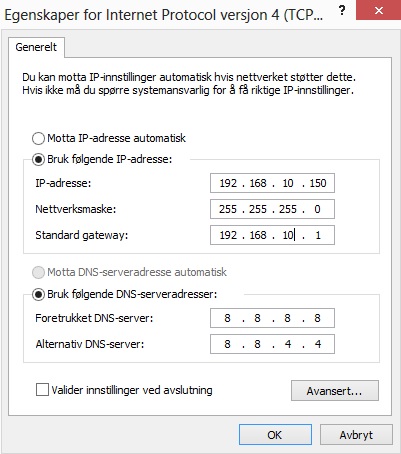 Egenskaper for Internet Protocol versjon 4 (TCP...
Generelt
Du kan motta IP-innstillinger automatisk hvis nettverket støtter dette.
Hvis ikke må du spørre systemansvarlig for å få riktige IP-innstillinger.
Motta IP-adresse automatisk
Bruk følgende IP-adresse:
IP-adresse: 192 . 168 . 10 . 150
Nettverksmaske: 255 . 255 . 255 . 0
Standard gateway: 192 . 168 . 10 . 1
Motta DNS-serveradresse automatisk
Bruk følgende DNS-serveradresser:
Foretrukket DNS-server: 8 . 8 . 8 . 8
Alternativ DNS-server: 8 . 8 . 4 . 4
Valider innstillinger ved avslutning Avansert...
OK Avbryt